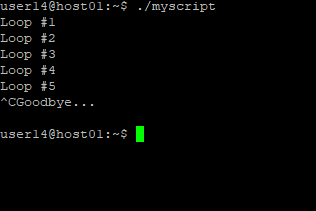 user14@host01:~$ ./myscript
Loop #1
Loop #2
Loop #3
Loop #4
Loop #5
^CGoodbye...
user14@host01:~$